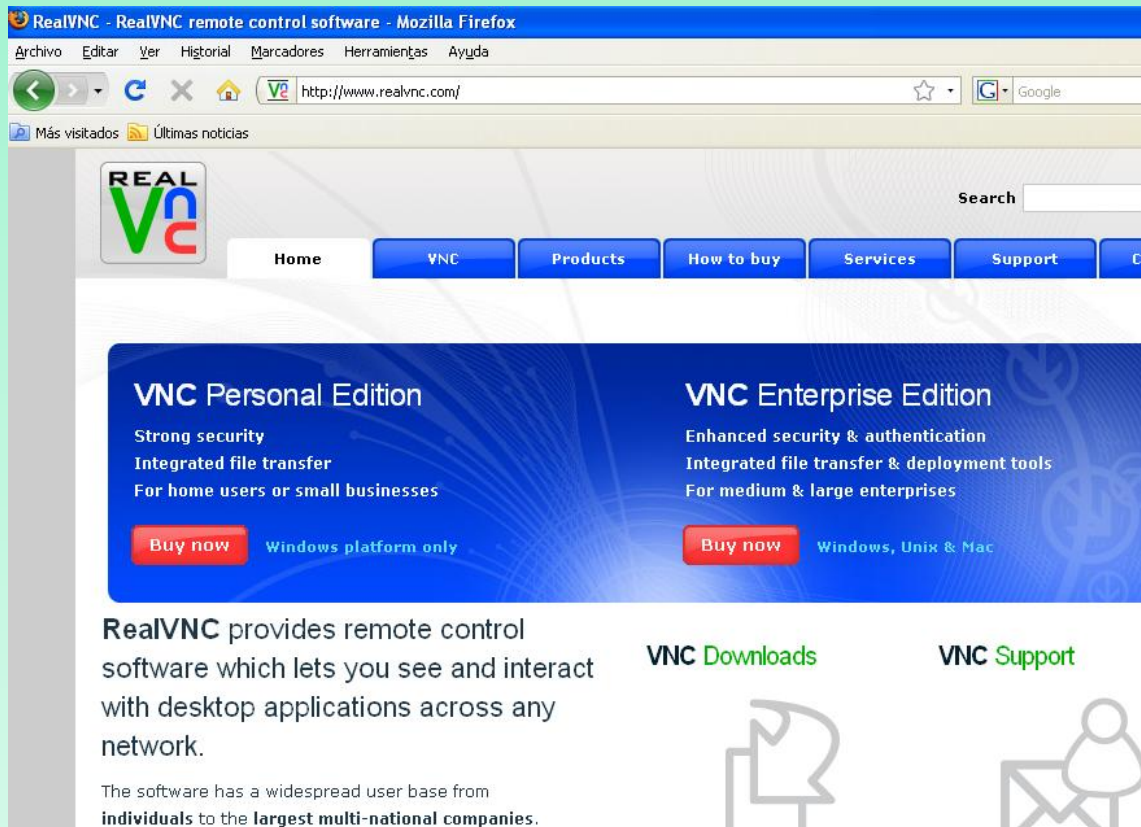 RealVNC - RealVNC remote control software - Mozilla Firefox
Archivo Editar Ver Historial Marcadores Herramientas Ayuda
http://www.realvnc.com/
Google
Más visitados Últimas noticias
REAL
Vnc
Search
Home VNC Products How to buy Services Support C
VNC Personal Edition
Strong security
Integrated file transfer
For home users or small businesses
Buy now Windows platform only
VNC Enterprise Edition
Enhanced security & authentication
Integrated file transfer & deployment tools
For medium & large enterprises
Buy now Windows, Unix & Mac
RealVNC provides remote control
software which lets you see and interact
with desktop applications across any
network.
The software has a widespread user base from
individuals to the largest multi-national companies.
VNC Downloads
VNC Support